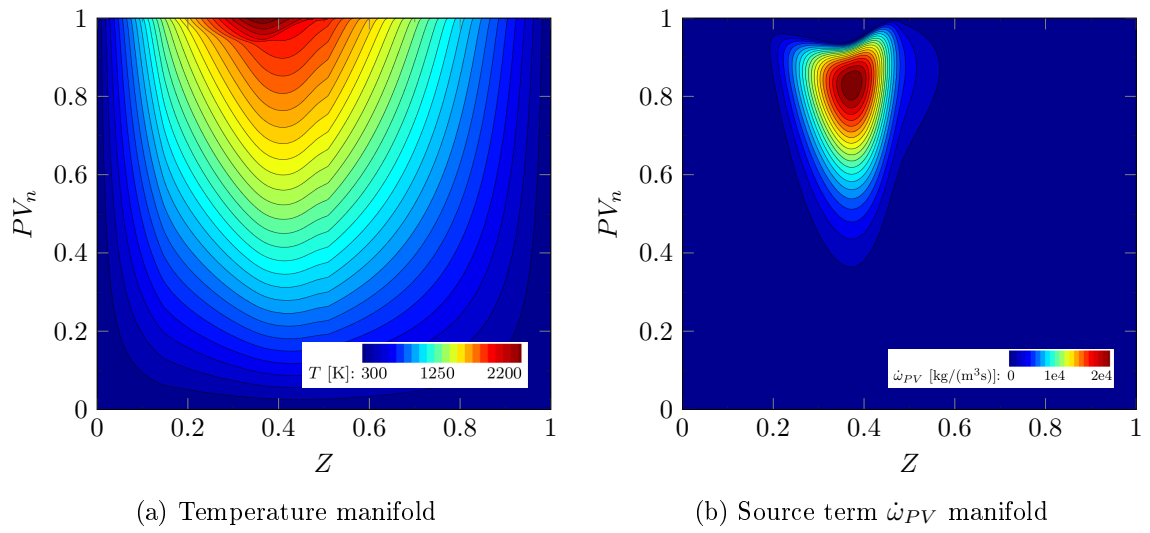 1
0.8
0.6
0.4
0.2
0
PV_n
T [K]: 300 1250 2200
0 0.2 0.4 0.6 0.8 1
Z
(a) Temperature manifold
1
0.8
0.6
0.4
0.2
0
PV_n
ω̇_PV [kg/(m³s)]: 0 1e4 2e4
0 0.2 0.4 0.6 0.8 1
Z
(b) Source term ω̇_PV manifold